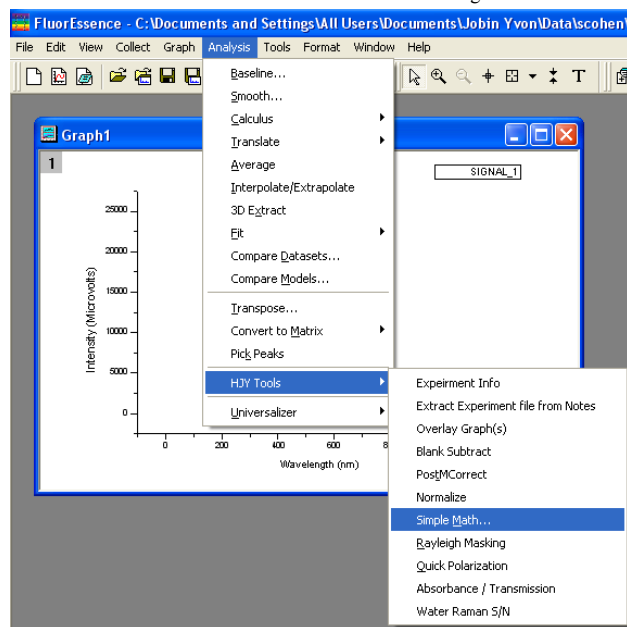 FluorEssence - C:\Documents and Settings\All Users\Documents\Jobin Yvon\Data\scohen\
File Edit View Collect Graph Analysis Tools Format Window Help
T
Baseline...
Smooth...
Calculus
Translate
Average
Interpolate/Extrapolate
3D Extract
Fit
Compare Datasets...
Compare Models...
Transpose...
Convert to Matrix
Pick Peaks
HJY Tools
Universalizer
Graph1
1
SIGNAL_1
25000
20000
15000
10000
5000
0
Intensity (Microvolts)
0 200 400 600 8
Wavelength (nm)
Expeirment Info
Extract Experiment file from Notes
Overlay Graph(s)
Blank Subtract
PostMCorrect
Normalize
Simple Math...
Rayleigh Masking
Quick Polarization
Absorbance / Transmission
Water Raman S/N